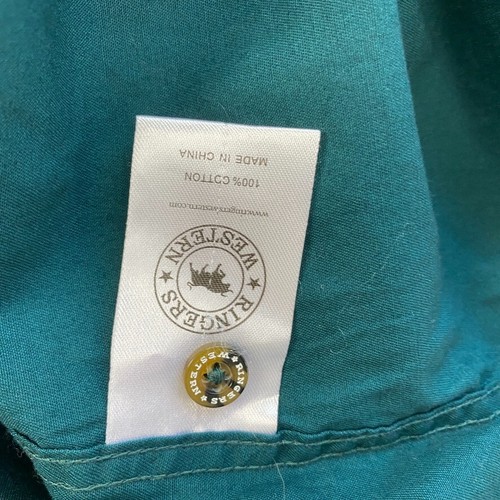 RINGERS
WESTERN
www.ringerswestern.com
100% COTTON
MADE IN CHINA
RINGERS
WESTERN